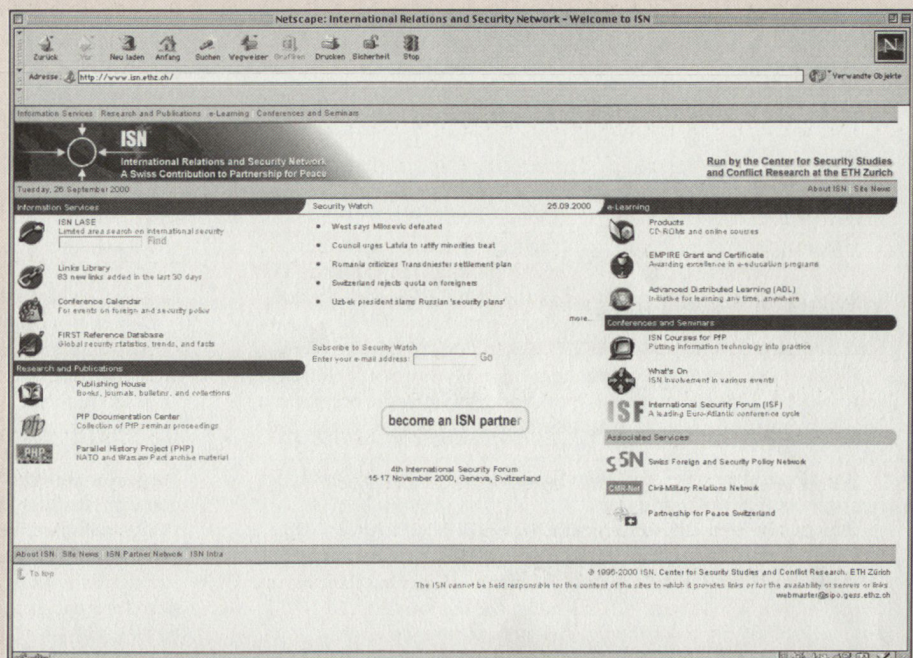 Netscape: International Relations and Security Network - Welcome to ISN
Zurück Vor Neu laden Anfang Suchen Wegweiser Grafiken Drucken Sicherheit Stop
N
Adresse: http://www.isn.ethz.ch/ Verwandte Objekte
Information Services Research and Publications e-Learning Conferences and Seminars
ISN
International Relations and Security Network
A Swiss Contribution to Partnership for Peace
Run by the Center for Security Studies
and Conflict Research at the ETH Zurich
Tuesday, 26 September 2000
About ISN Site News
Information Services
ISN LASE
Limited area search on international security
Find
Links Library
83 new links added in the last 30 days
Conference Calendar
For events on foreign and security policy
FIRST Reference Database
Global security statistics, trends, and facts
Research and Publications
Publishing House
Books, journals, bulletins, and collections
pfp
PfP Documentation Center
Collection of PfP seminar proceedings
PHP
Parallel History Project (PHP)
NATO and Warsaw Pact archive material
Security Watch 25.09.2000
West says Milosevic defeated
Council urges Latvia to ratify minorities treat
Romania criticizes Transdniester settlement plan
Switzerland rejects quota on foreigners
Uzbek president slams Russian 'security plans'
more...
Subscribe to Security Watch
Enter your e-mail address: Go
become an ISN partner
4th International Security Forum
15-17 November 2000, Geneva, Switzerland
e-Learning
Products
CD-ROMs and online sources
EMPIRE Grant and Certificate
Awarding excellence in e-education programs
Advanced Distributed Learning (ADL)
Initiative for learning any time, anywhere
Conferences and Seminars
ISN Courses for PfP
Putting information technology into practice
What's On
ISN involvement in various events
ISF
International Security Forum (ISF)
A leading Euro-Atlantic conference cycle
Associated Services
SSN Swiss Foreign and Security Policy Network
CMR-Net Civil-Military Relations Network
Partnership for Peace Switzerland
About ISN Site News ISN Partner Network ISN Intra
To top
© 1996-2000 ISN, Center for Security Studies and Conflict Research, ETH Zürich
The ISN cannot be held responsible for the content of the sites to which it provides links or for the availability of servers or links.
webmaster@sipo.gess.ethz.ch